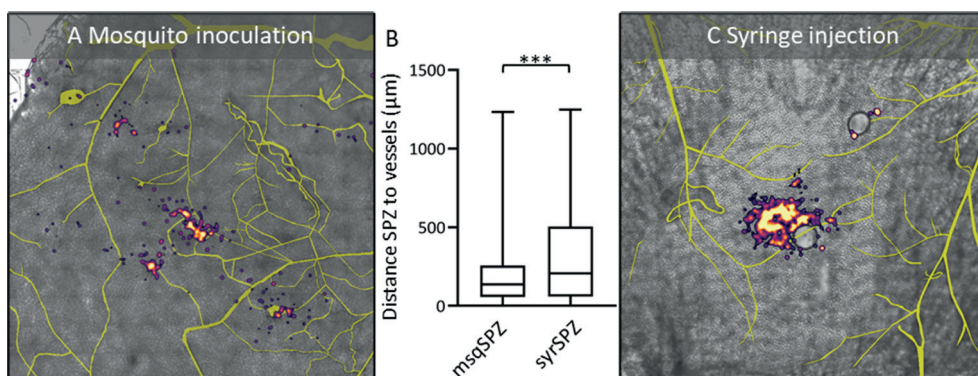 A Mosquito inoculation
B
***
Distance SPZ to vessels (µm)
1500
1000
500
0
msqSPZ
syrSPZ
C Syringe injection